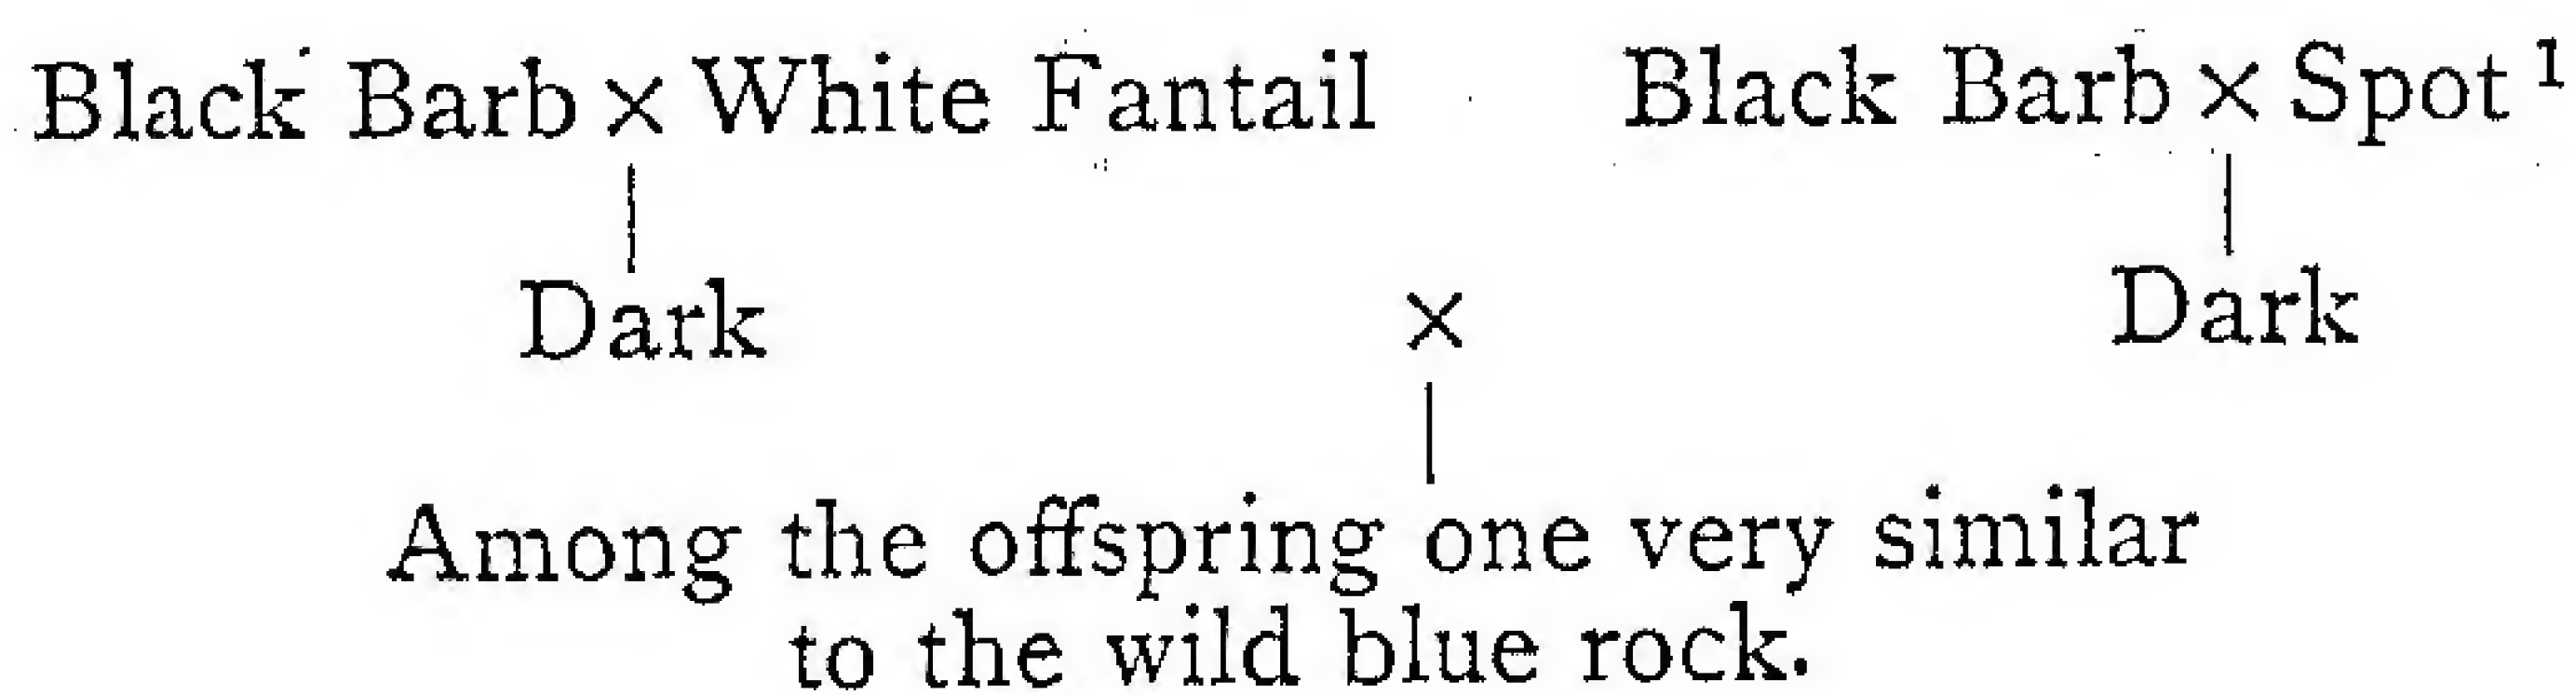 Black Barb × White Fantail Black Barb × Spot ¹
Dark × Dark
Among the offspring one very similar
to the wild blue rock.